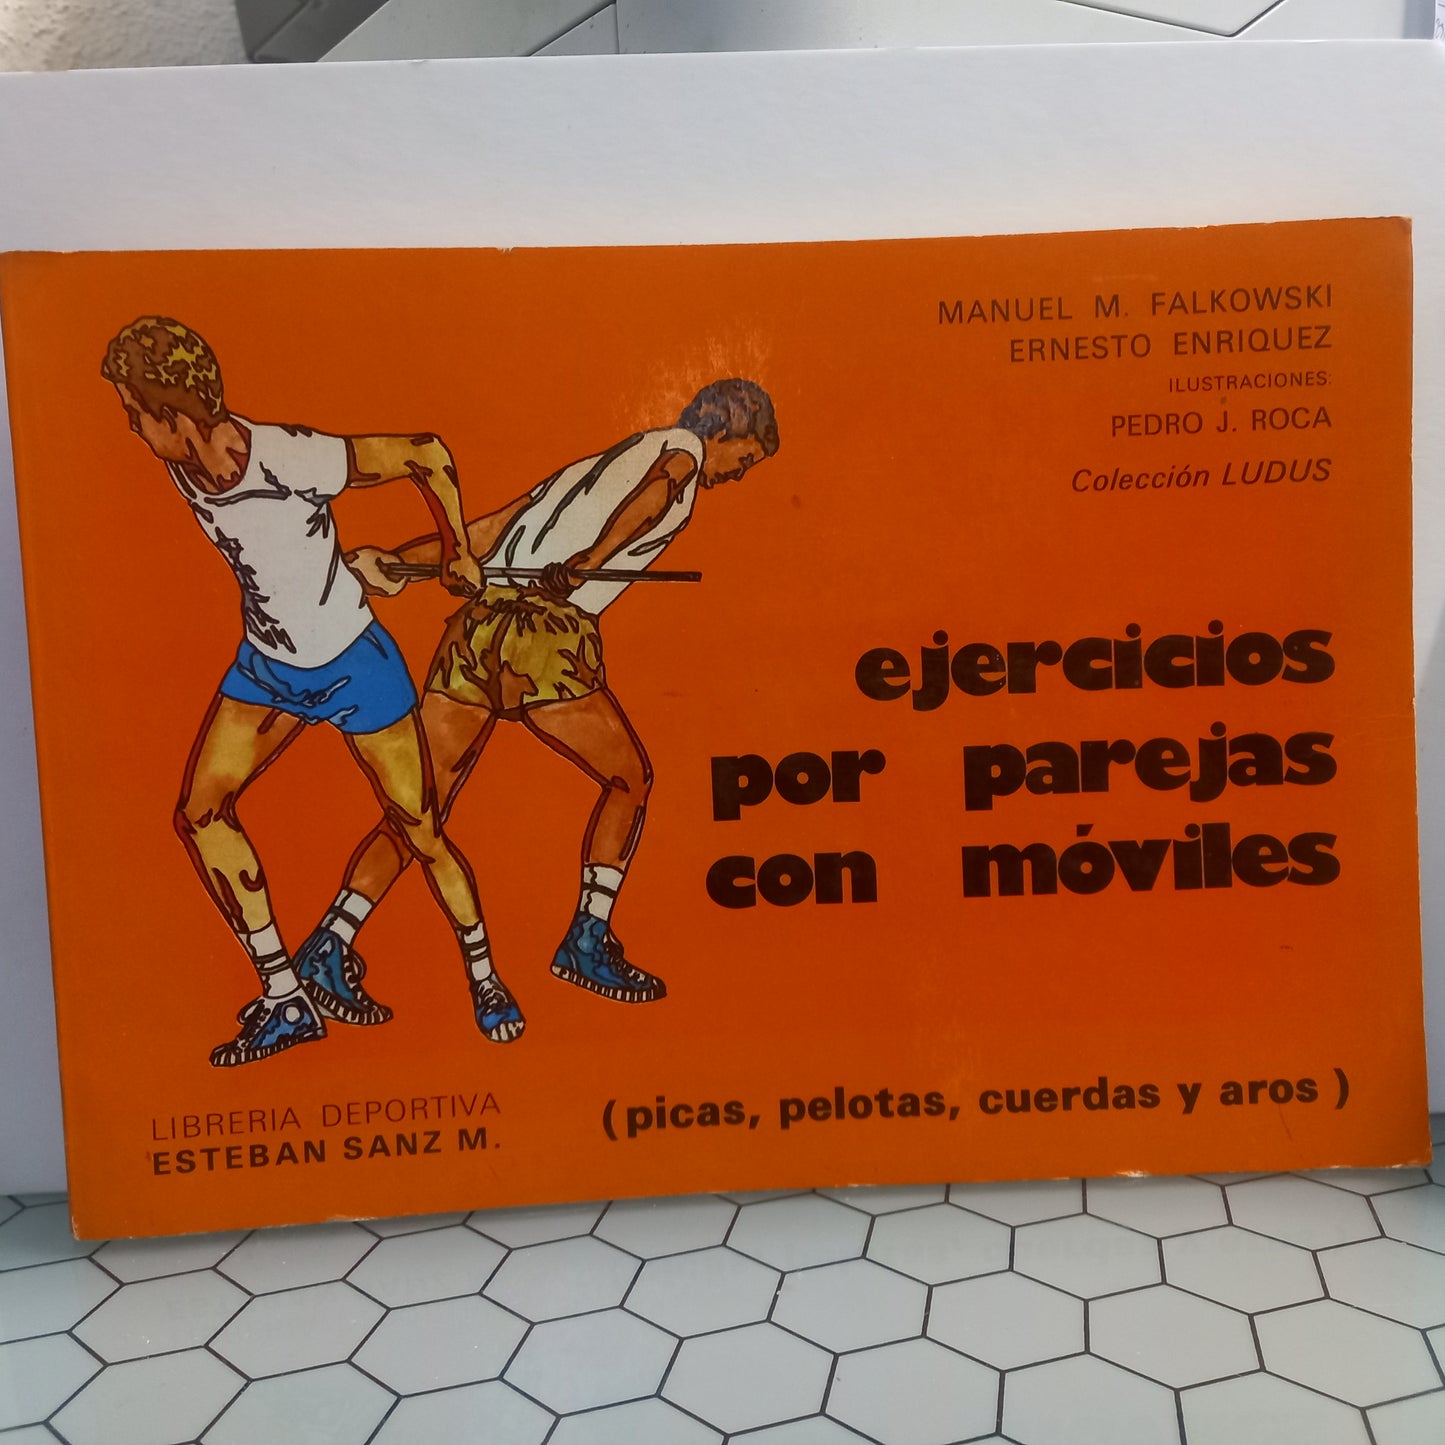 MANUEL M. FALKOWSKI
ERNESTO ENRIQUEZ
ILUSTRACIONES:
PEDRO J. ROCA
Colección LUDUS
ejercicios
por parejas
con móviles
(picas, pelotas, cuerdas y aros)
LIBRERIA DEPORTIVA
ESTEBAN SANZ M.